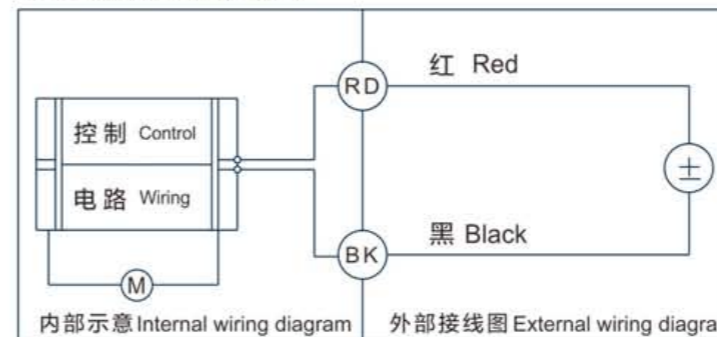 红 Red
RD
控制 Control
±
电路 Wiring
黑 Black
BK
M
内部示意 Internal wiring diagram
外部接线图 External wiring diagra